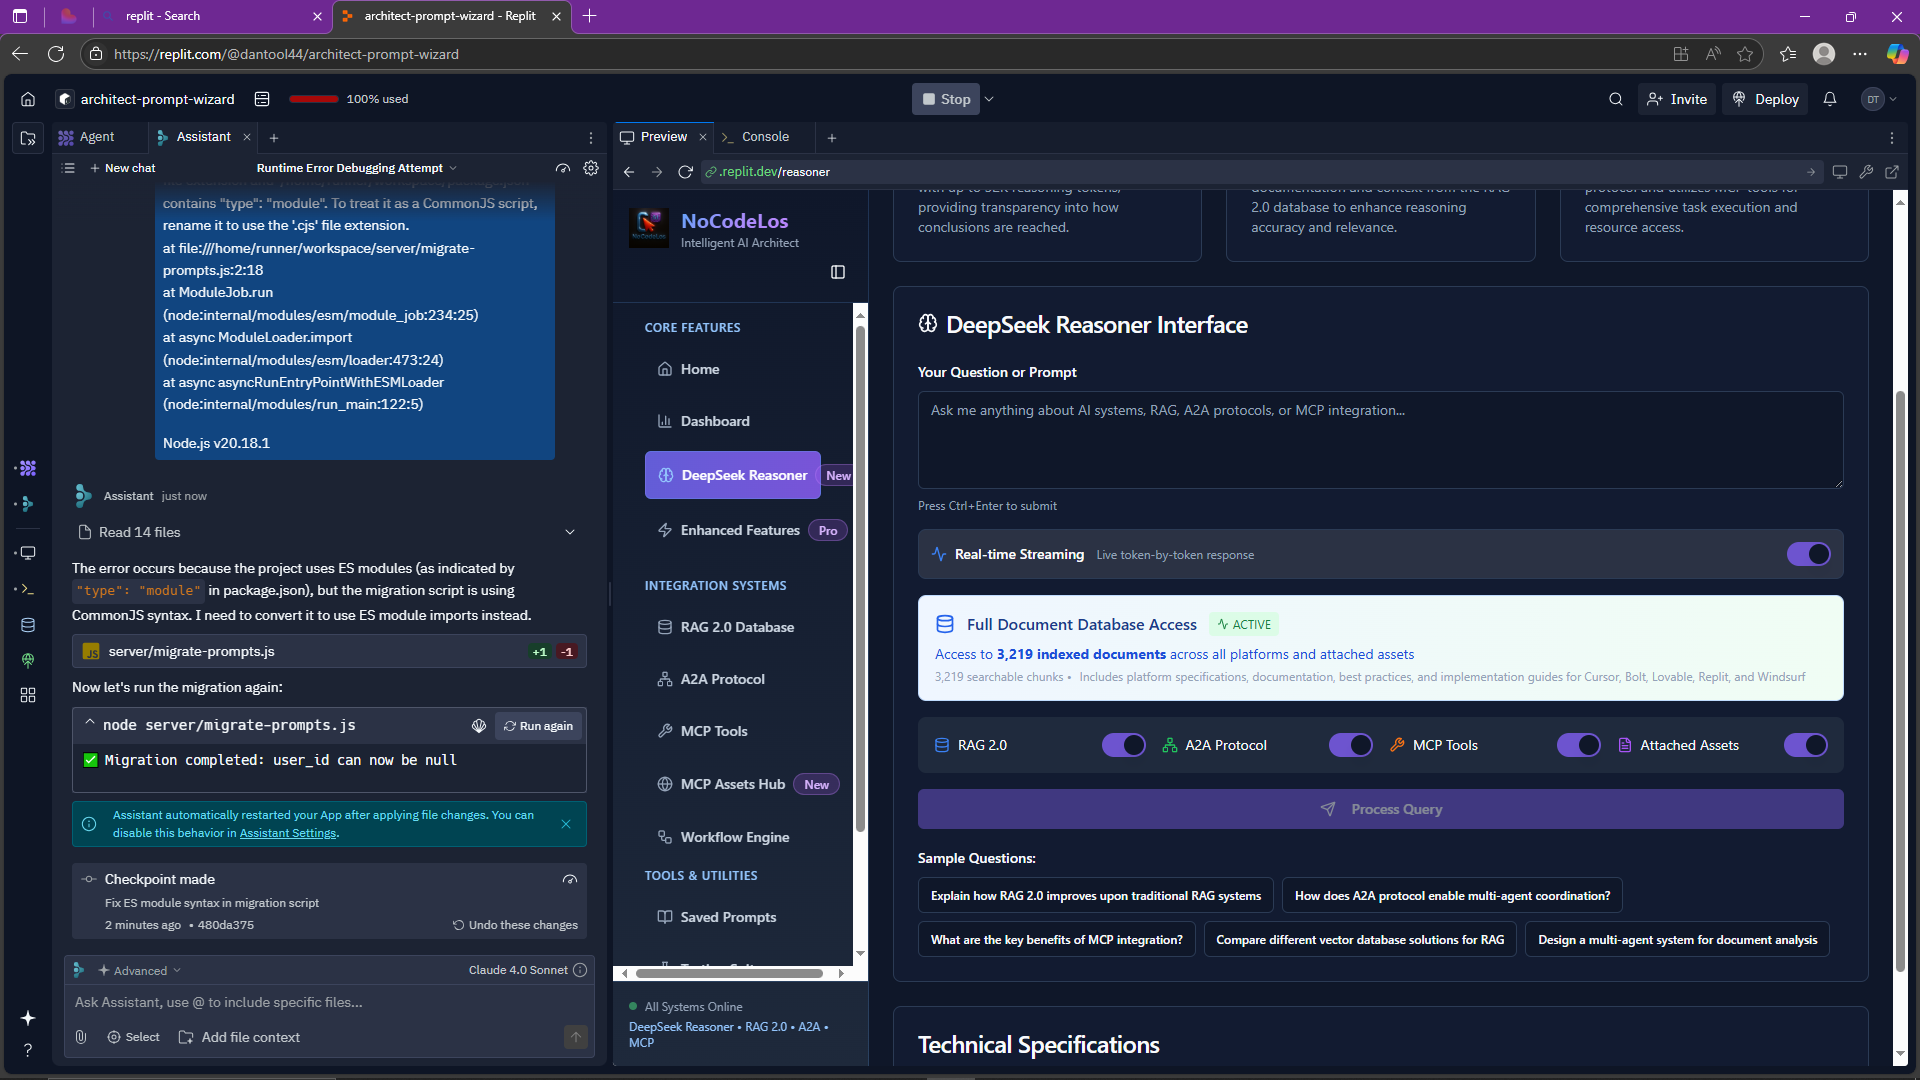 replit - Search
architect-prompt-wizard - Replit
https://replit.com/@dantool44/architect-prompt-wizard
architect-prompt-wizard
100% used
Stop
Invite
Deploy
DT
Agent
Assistant
New chat
Runtime Error Debugging Attempt
contains "type": "module". To treat it as a CommonJS script,
rename it to use the '.cjs' file extension.
at file:///home/runner/workspace/server/migrate-
prompts.js:2:18
at ModuleJob.run
(node:internal/modules/esm/module_job:234:25)
at async ModuleLoader.import
(node:internal/modules/esm/loader:473:24)
at async asyncRunEntryPointWithESMLoader
(node:internal/modules/run_main:122:5)
Node.js v20.18.1
Assistant just now
Read 14 files
The error occurs because the project uses ES modules (as indicated by
"type": "module" in package.json), but the migration script is using
CommonJS syntax. I need to convert it to use ES module imports instead.
JS server/migrate-prompts.js +1 -1
Now let's run the migration again:
node server/migrate-prompts.js
Run again
Migration completed: user_id can now be null
Assistant automatically restarted your App after applying file changes. You can
disable this behavior in Assistant Settings.
Checkpoint made
Fix ES module syntax in migration script
2 minutes ago • 480da375
Undo these changes
Advanced
Claude 4.0 Sonnet
Ask Assistant, use @ to include specific files...
Select
Add file context
Preview
Console
.replit.dev/reasoner
NoCodeLos
NoCodeLos
Intelligent AI Architect
CORE FEATURES
Home
Dashboard
DeepSeek Reasoner New
Enhanced Features Pro
INTEGRATION SYSTEMS
RAG 2.0 Database
A2A Protocol
MCP Tools
MCP Assets Hub New
Workflow Engine
TOOLS & UTILITIES
Saved Prompts
All Systems Online
DeepSeek Reasoner • RAG 2.0 • A2A •
MCP
with up to 32K reasoning tokens,
providing transparency into how
conclusions are reached.
documentation and context from the RAG
2.0 database to enhance reasoning
accuracy and relevance.
protocol and utilizes MCP tools for
comprehensive task execution and
resource access.
DeepSeek Reasoner Interface
Your Question or Prompt
Ask me anything about AI systems, RAG, A2A protocols, or MCP integration...
Press Ctrl+Enter to submit
Real-time Streaming Live token-by-token response
Full Document Database Access ACTIVE
Access to 3,219 indexed documents across all platforms and attached assets
3,219 searchable chunks • Includes platform specifications, documentation, best practices, and implementation guides for Cursor, Bolt, Lovable, Replit, and Windsurf
RAG 2.0
A2A Protocol
MCP Tools
Attached Assets
Process Query
Sample Questions:
Explain how RAG 2.0 improves upon traditional RAG systems
How does A2A protocol enable multi-agent coordination?
What are the key benefits of MCP integration?
Compare different vector database solutions for RAG
Design a multi-agent system for document analysis
Technical Specifications